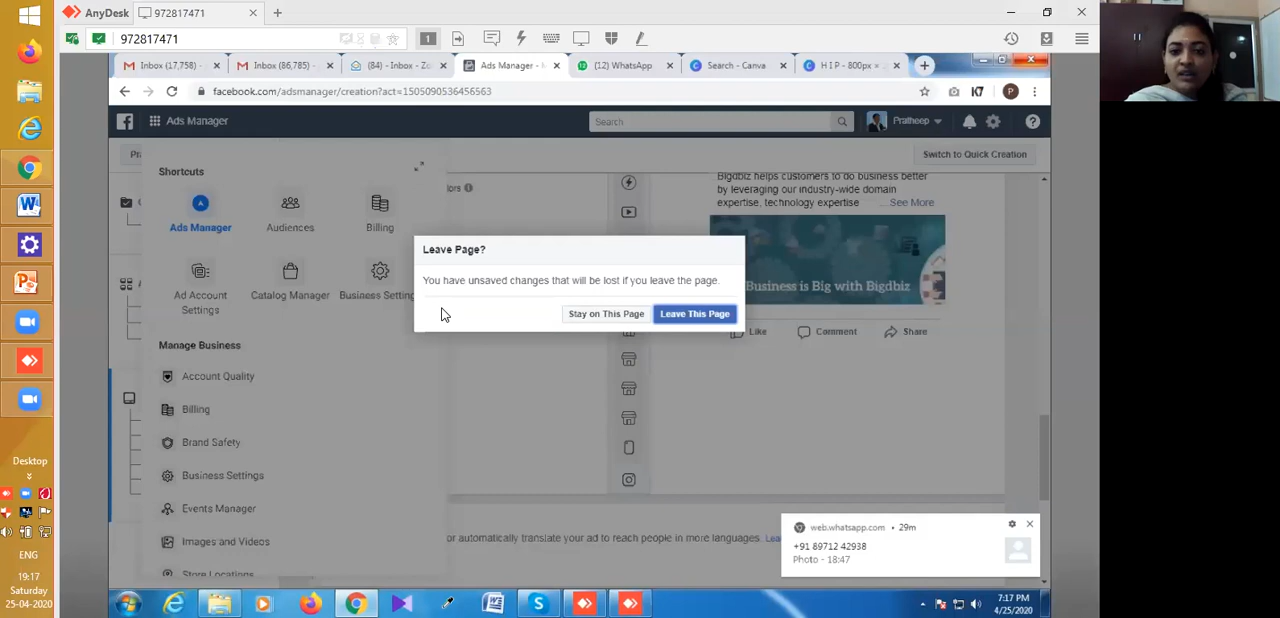 AnyDesk
972817471
972817471
1
Inbox (17,758)
Inbox (86,785)
(84) - Inbox - Zo
Ads Manager -
(12) WhatsApp
Search - Canva
H I P - 800px ×
facebook.com/adsmanager/creation?act=1505090536456563
Ads Manager
Search
Pratheep
Switch to Quick Creation
Shortcuts
Ads Manager
Audiences
Billing
Ad Account Settings
Catalog Manager
Business Setting
Manage Business
Account Quality
Billing
Brand Safety
Business Settings
Events Manager
Images and Videos
Store Locations
Leave Page?
You have unsaved changes that will be lost if you leave the page.
Stay on This Page
Leave This Page
Bigdbiz helps customers to do business better
by leveraging our industry-wide domain
expertise, technology expertise ...See More
Business is Big with Bigdbiz
Like
Comment
Share
or automatically translate your ad to reach people in more languages.
web.whatsapp.com • 29m
+91 89712 42938
Photo - 18:47
Desktop
ENG
19:17
Saturday
25-04-2020
7:17 PM
4/25/2020